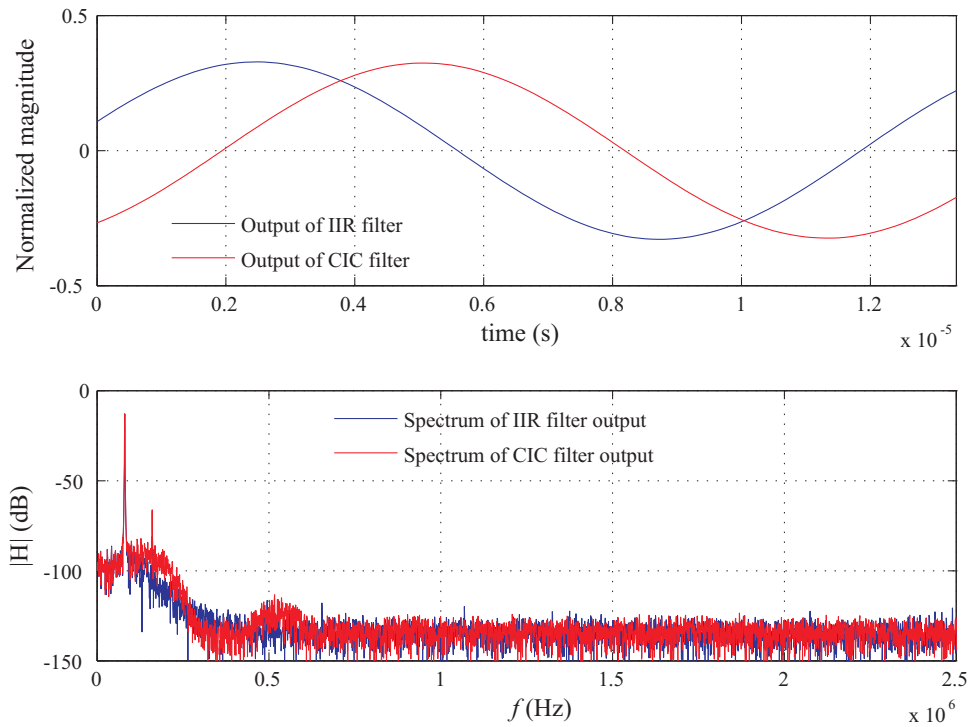 0.5
0
-0.5
Normalized magnitude
Output of IIR filter
Output of CIC filter
0 0.2 0.4 0.6 0.8 1 1.2
time (s)
x 10-5
0
-50
-100
-150
|H| (dB)
Spectrum of IIR filter output
Spectrum of CIC filter output
0 0.5 1 1.5 2 2.5
f (Hz)
x 106